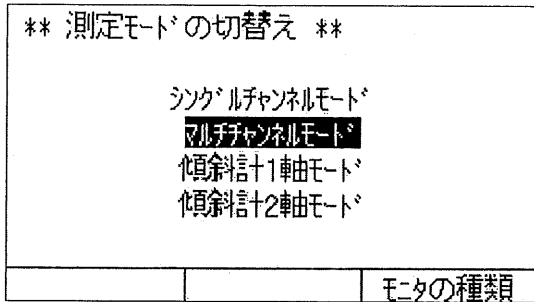 ** 測定ﾓｰﾄﾞの切替え **
ｼﾝｸﾞﾙﾁｬﾝﾈﾙﾓｰﾄﾞ
ﾏﾙﾁﾁｬﾝﾈﾙﾓｰﾄﾞ
傾斜計1軸ﾓｰﾄﾞ
傾斜計2軸ﾓｰﾄﾞ
ﾓﾆﾀの種類